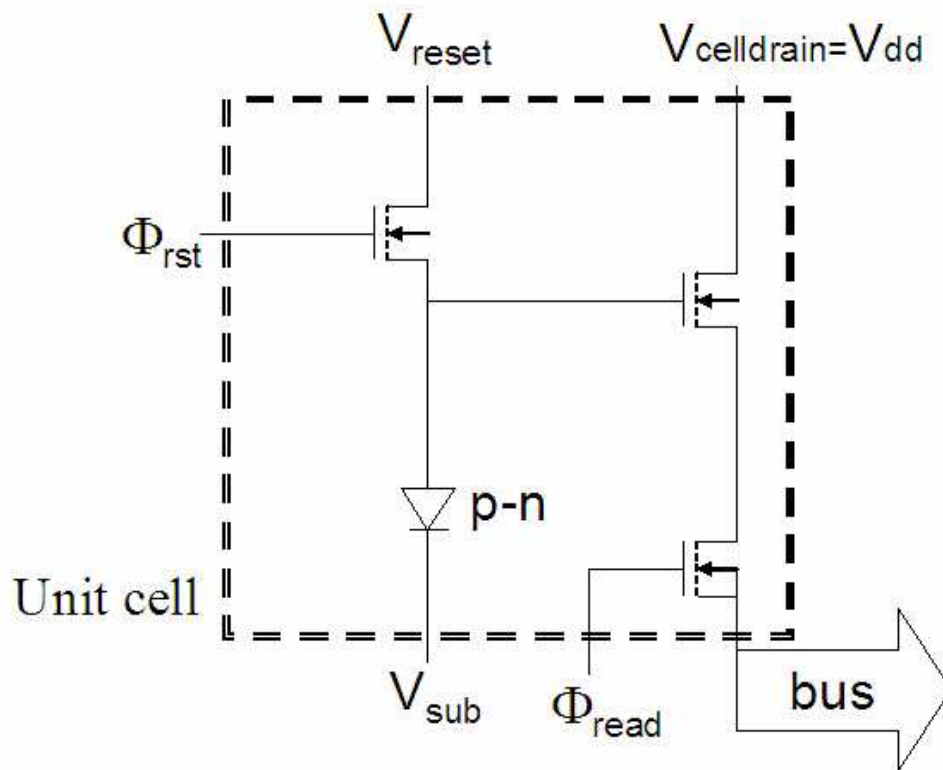 Vreset
Vcelldrain=Vdd
Φrst
p-n
Unit cell
Vsub
Φread
bus